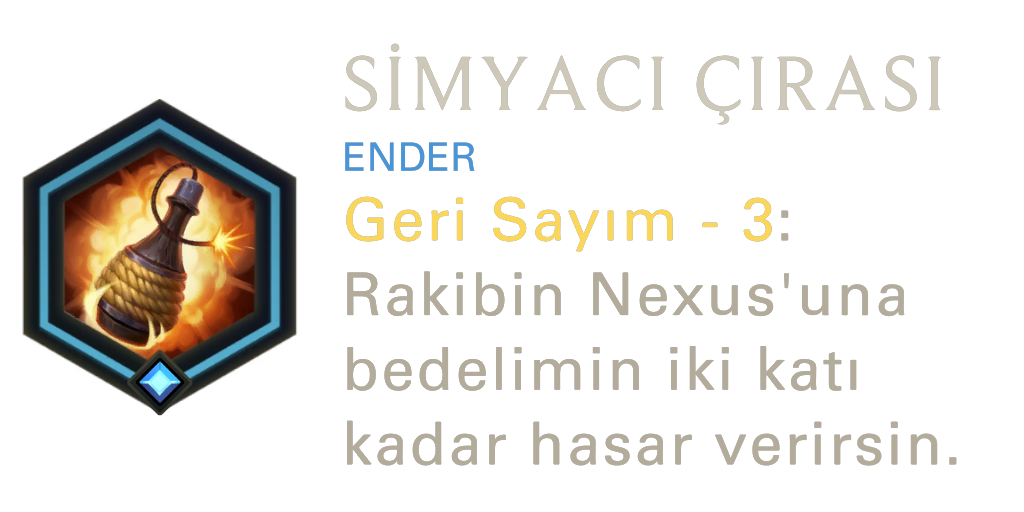 SİMYACI ÇIRASI
ENDER
Geri Sayım - 3:
Rakibin Nexus'una
bedelimin iki katı
kadar hasar verirsin.